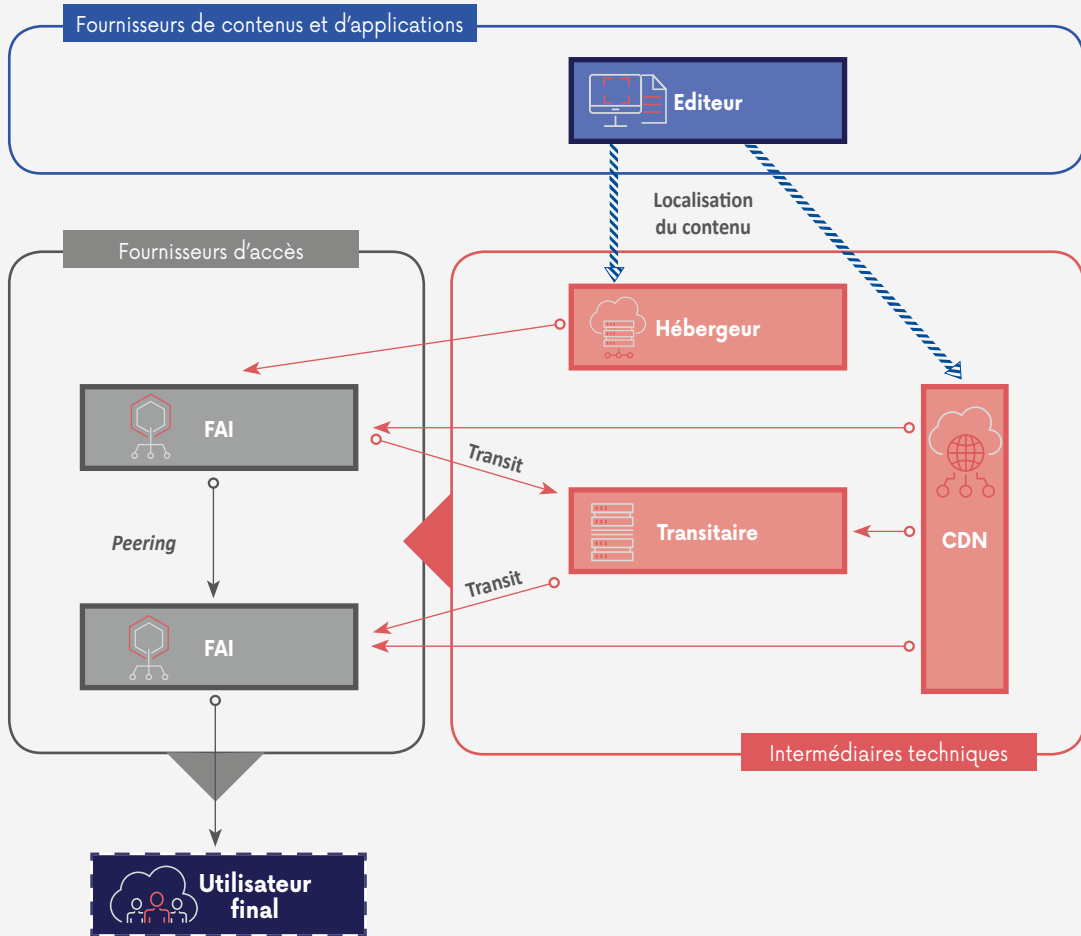 Fournisseurs de contenus et d’applications
Editeur
Localisation
du contenu
Fournisseurs d’accès
Hébergeur
FAI
Transit
Transitaire
CDN
Peering
Transit
FAI
Intermédiaires techniques
Utilisateur
final